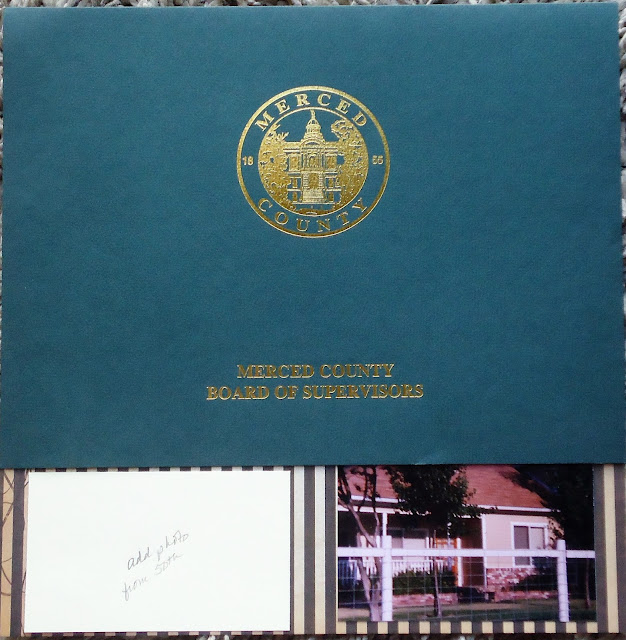 MERCED
18 55
COUNTY
MERCED COUNTY
BOARD OF SUPERVISORS
add photo
from